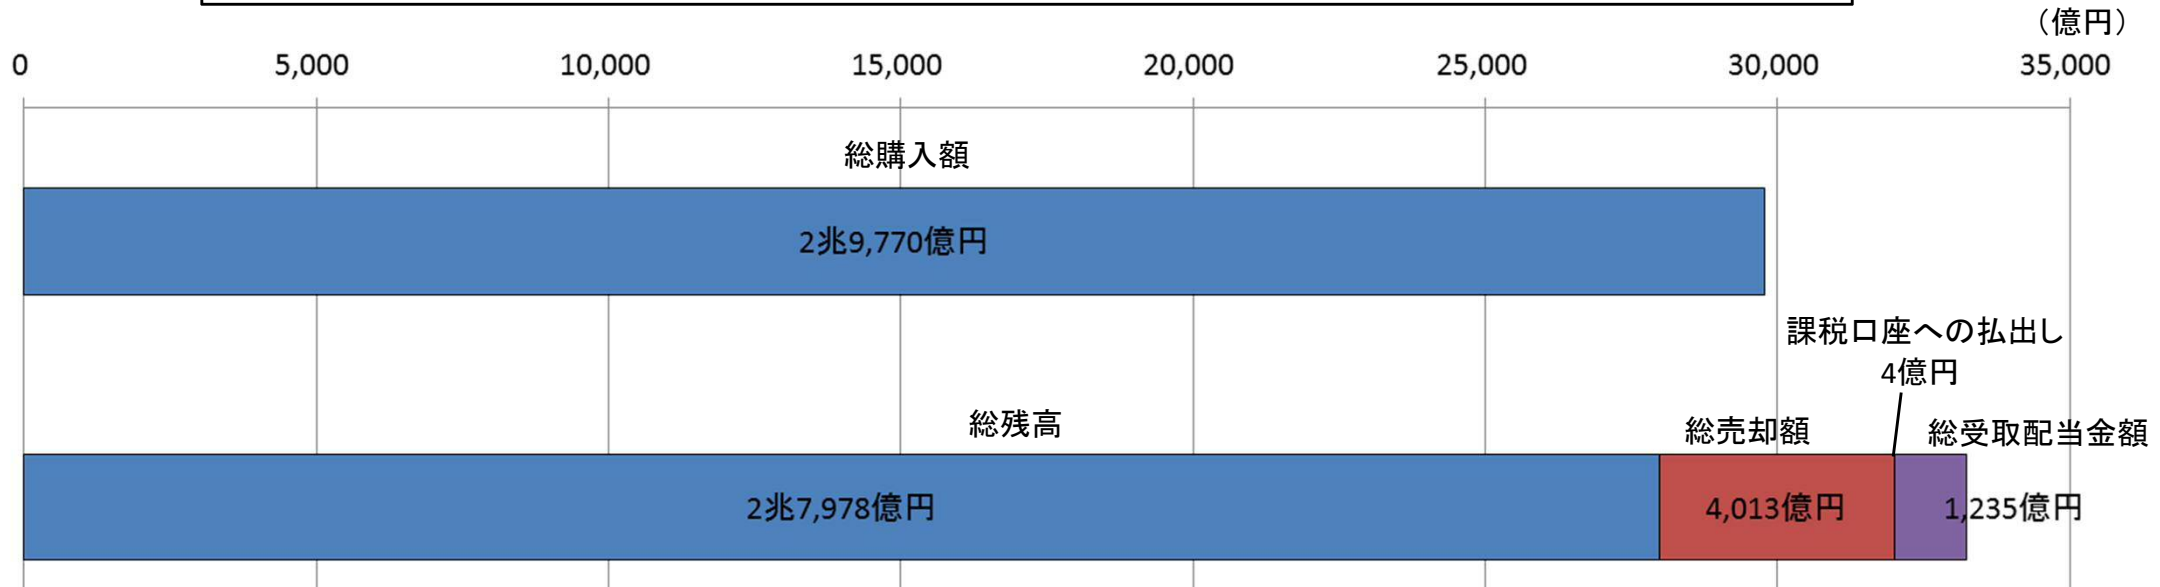 （億円）
0 5,000 10,000 15,000 20,000 25,000 30,000 35,000
総購入額
2兆9,770億円
課税口座への払出し
4億円
総残高 総売却額 総受取配当金額
2兆7,978億円 4,013億円 1,235億円